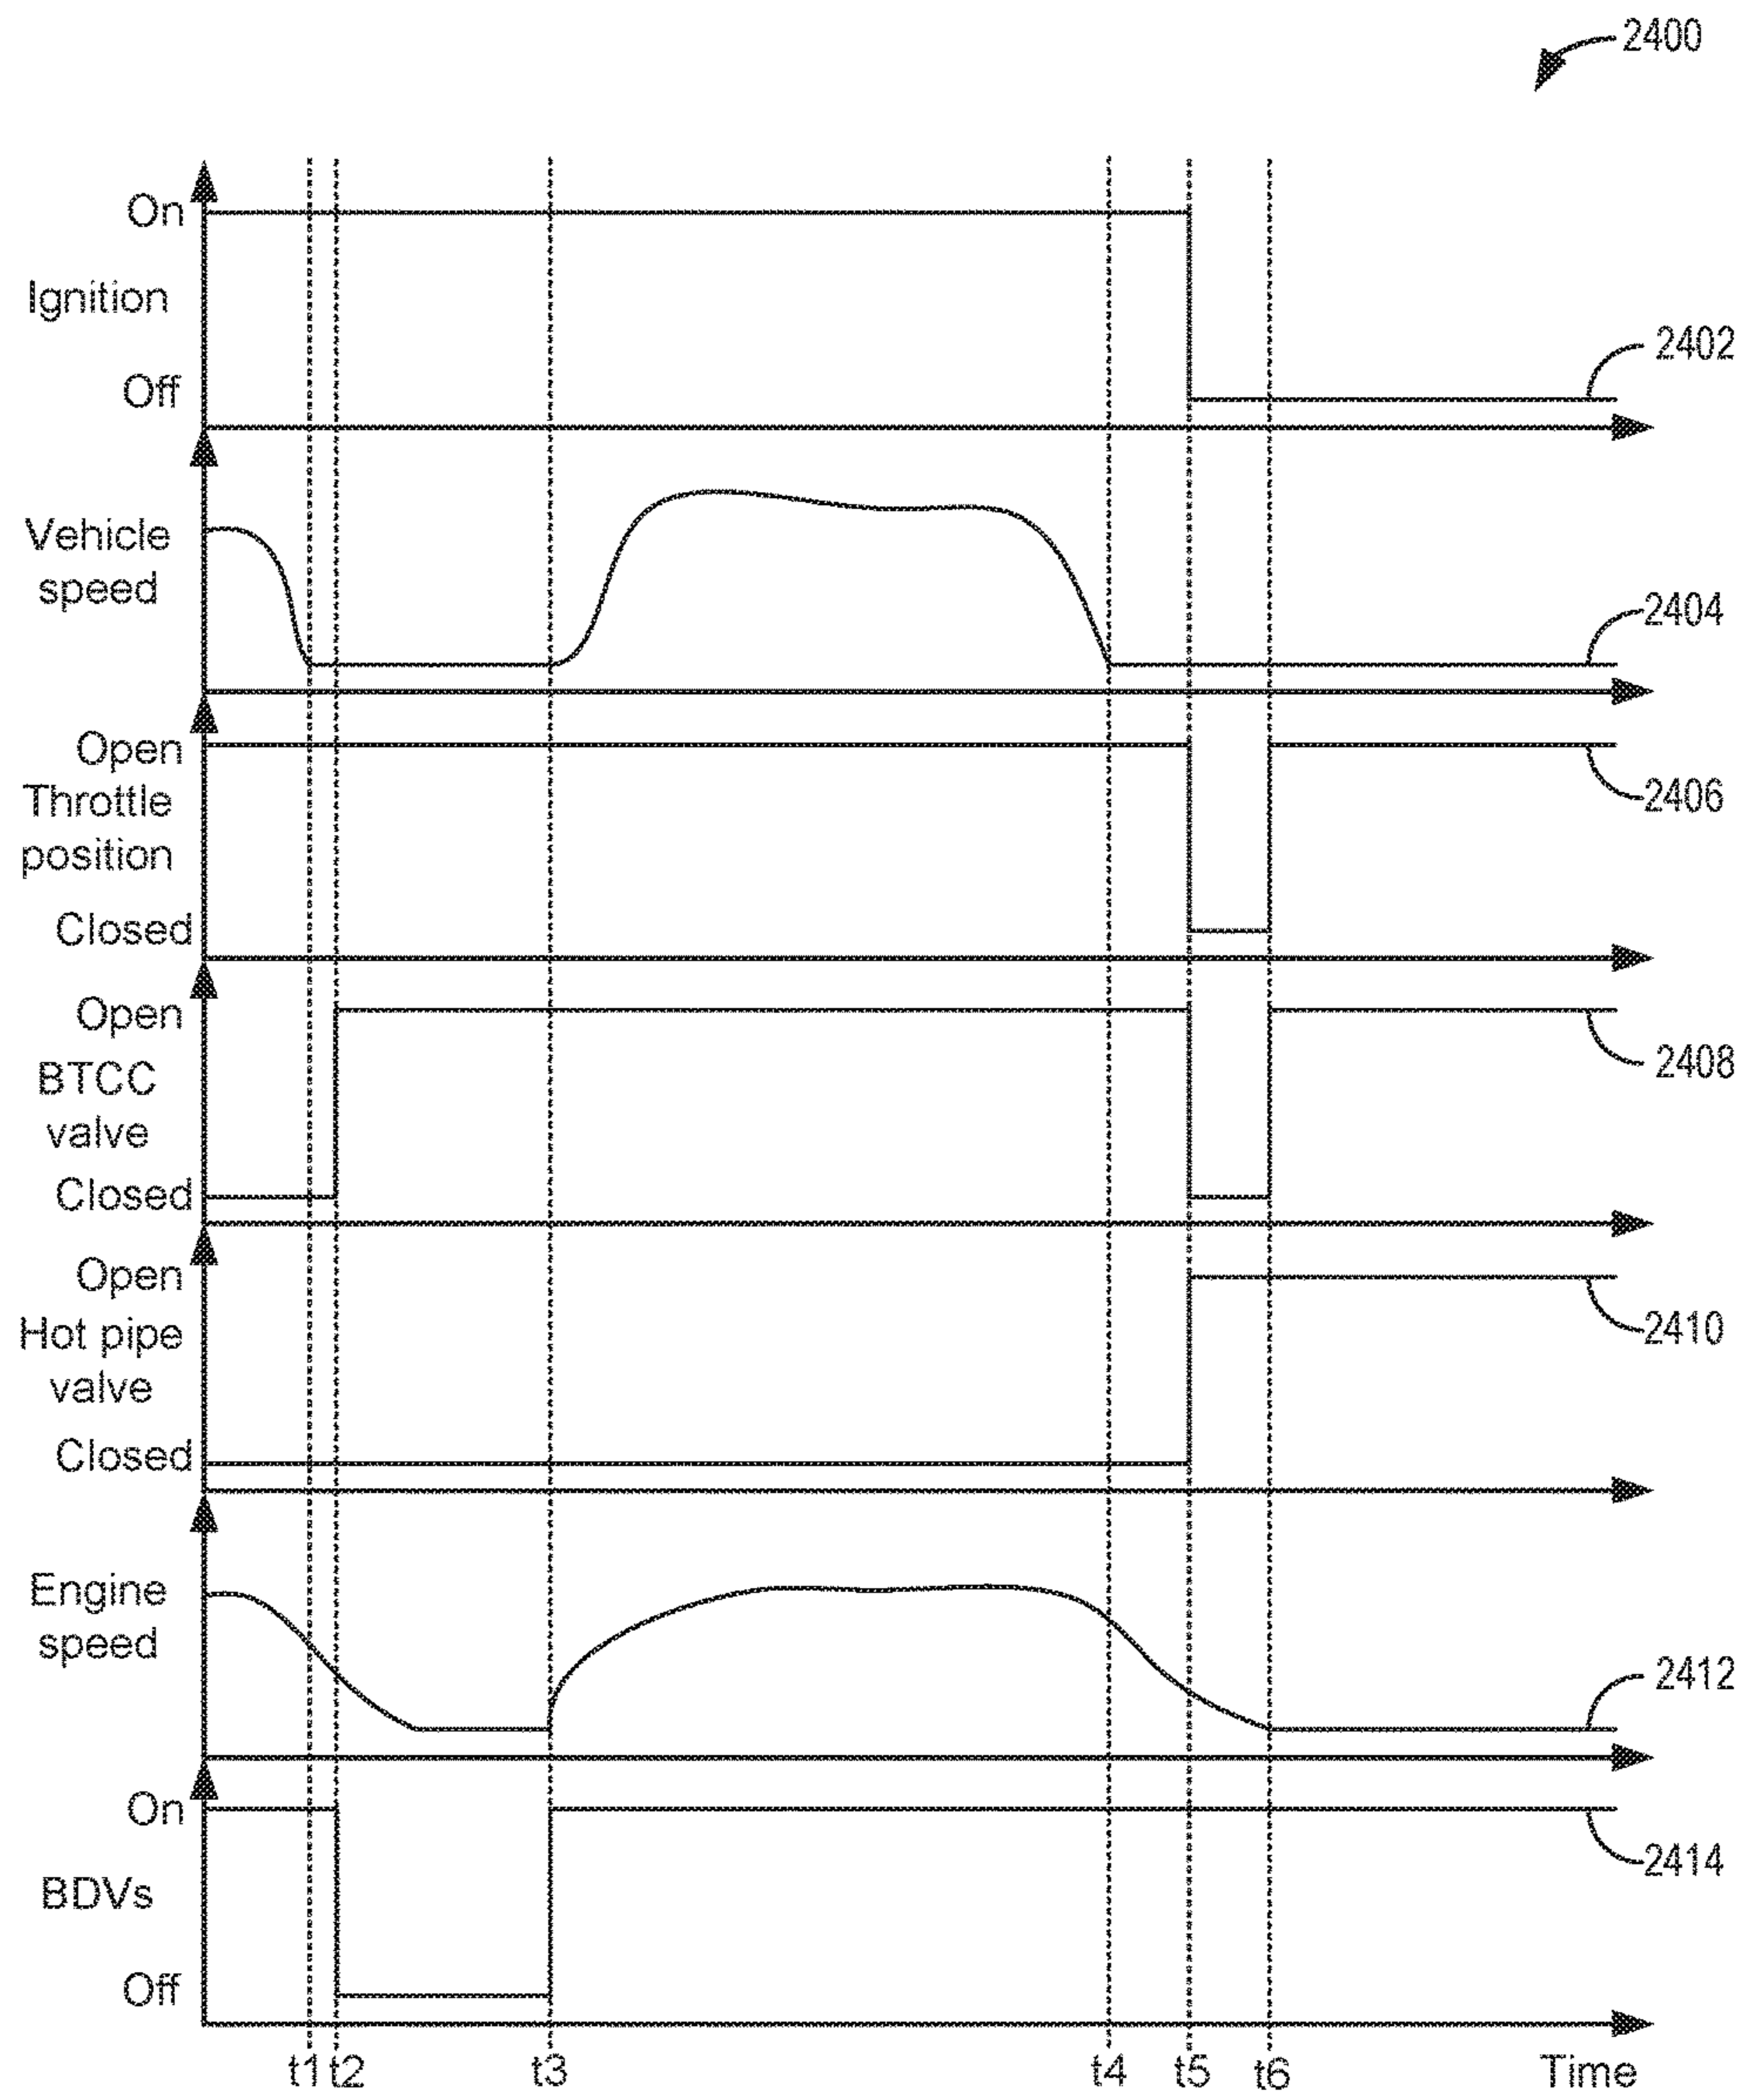 2400
On
Ignition
Off
2402
Vehicle
speed
2404
Open
Throttle
position
Closed
2406
Open
BTCC
valve
Closed
2408
Open
Hot pipe
valve
Closed
2410
Engine
speed
2412
On
BDVs
Off
2414
t1 t2 t3 t4 t5 t6 Time